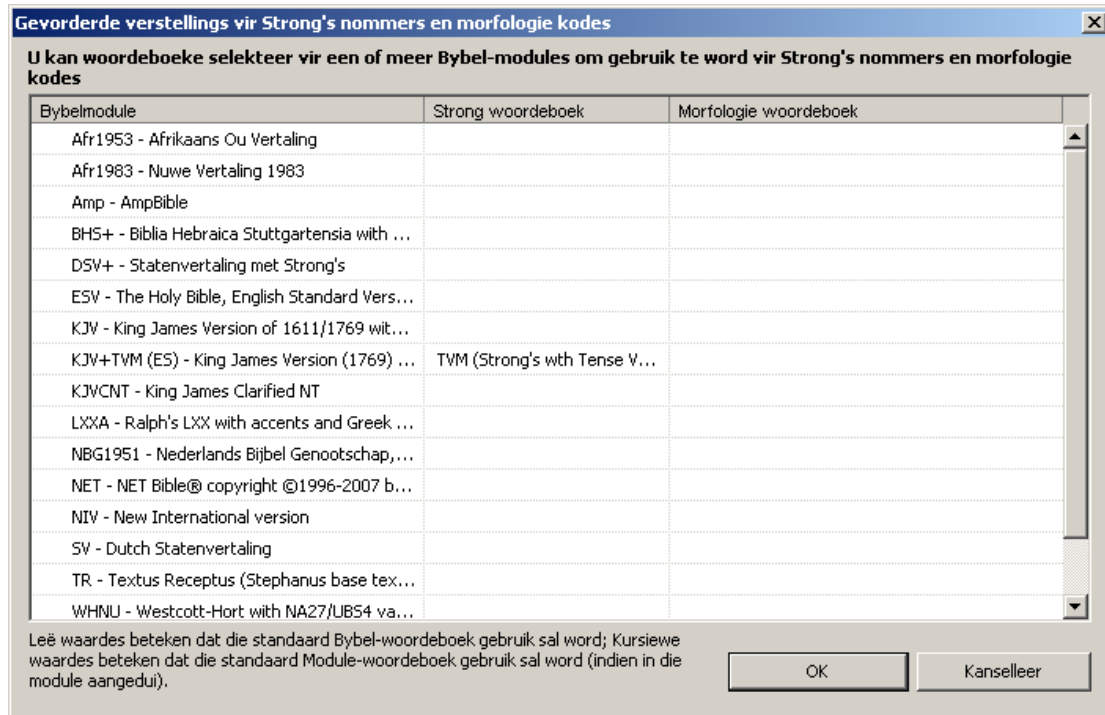 Gevorderde verstellings vir Strong's nommers en morfologie kodes
U kan woordeboeke selekteer vir een of meer Bybel-modules om gebruik te word vir Strong's nommers en morfologie
kodes
Bybelmodule Strong woordeboek Morfologie woordeboek
Afr1953 - Afrikaans Ou Vertaling
Afr1983 - Nuwe Vertaling 1983
Amp - AmpBible
BHS+ - Biblia Hebraica Stuttgartensia with ...
DSV+ - Statenvertaling met Strong's
ESV - The Holy Bible, English Standard Vers...
KJV - King James Version of 1611/1769 wit...
KJV+TVM (ES) - King James Version (1769) ... TVM (Strong's wth Tense V...
KJVCNT - King James Clarified NT
LXXA - Ralph's LXX with accents and Greek ...
NBG1951 - Nederlands Bijbel Genootschap,...
NET - NET Bible® copyright ©1996-2007 b...
NIV - New International version
SV - Dutch Statenvertaling
TR - Textus Receptus (Stephanus base tex...
WHNU - Westcott-Hort with NA27/UBS4 va...
Leë waardes beteken dat die standaard Bybel-woordeboek gebruik sal word; Kursiewe
waardes beteken dat die standaard Module-woordeboek gebruik sal word (indien in die
module aangedui).
OK Kanselleer